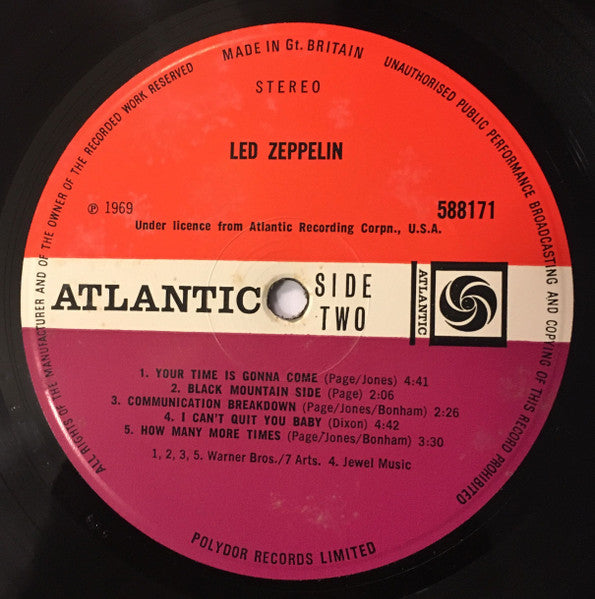 MADE IN Gt. BRITAIN
ALL RIGHTS OF THE MANUFACTURER AND OF THE OWNER OF THE RECORDED WORK RESERVED
UNAUTHORISED PUBLIC PERFORMANCE BROADCASTING AND COPYING OF THIS RECORD PROHIBITED
STEREO
LED ZEPPELIN
℗ 1969
588171
Under licence from Atlantic Recording Corpn., U.S.A.
ATLANTIC
SIDE
TWO
ATLANTIC
1. YOUR TIME IS GONNA COME (Page/Jones) 4:41
2. BLACK MOUNTAIN SIDE (Page) 2:06
3. COMMUNICATION BREAKDOWN (Page/Jones/Bonham) 2:26
4. I CAN'T QUIT YOU BABY (Dixon) 4:42
5. HOW MANY MORE TIMES (Page/Jones/Bonham) 3:30
1, 2, 3, 5. Warner Bros./7 Arts. 4. Jewel Music
POLYDOR RECORDS LIMITED